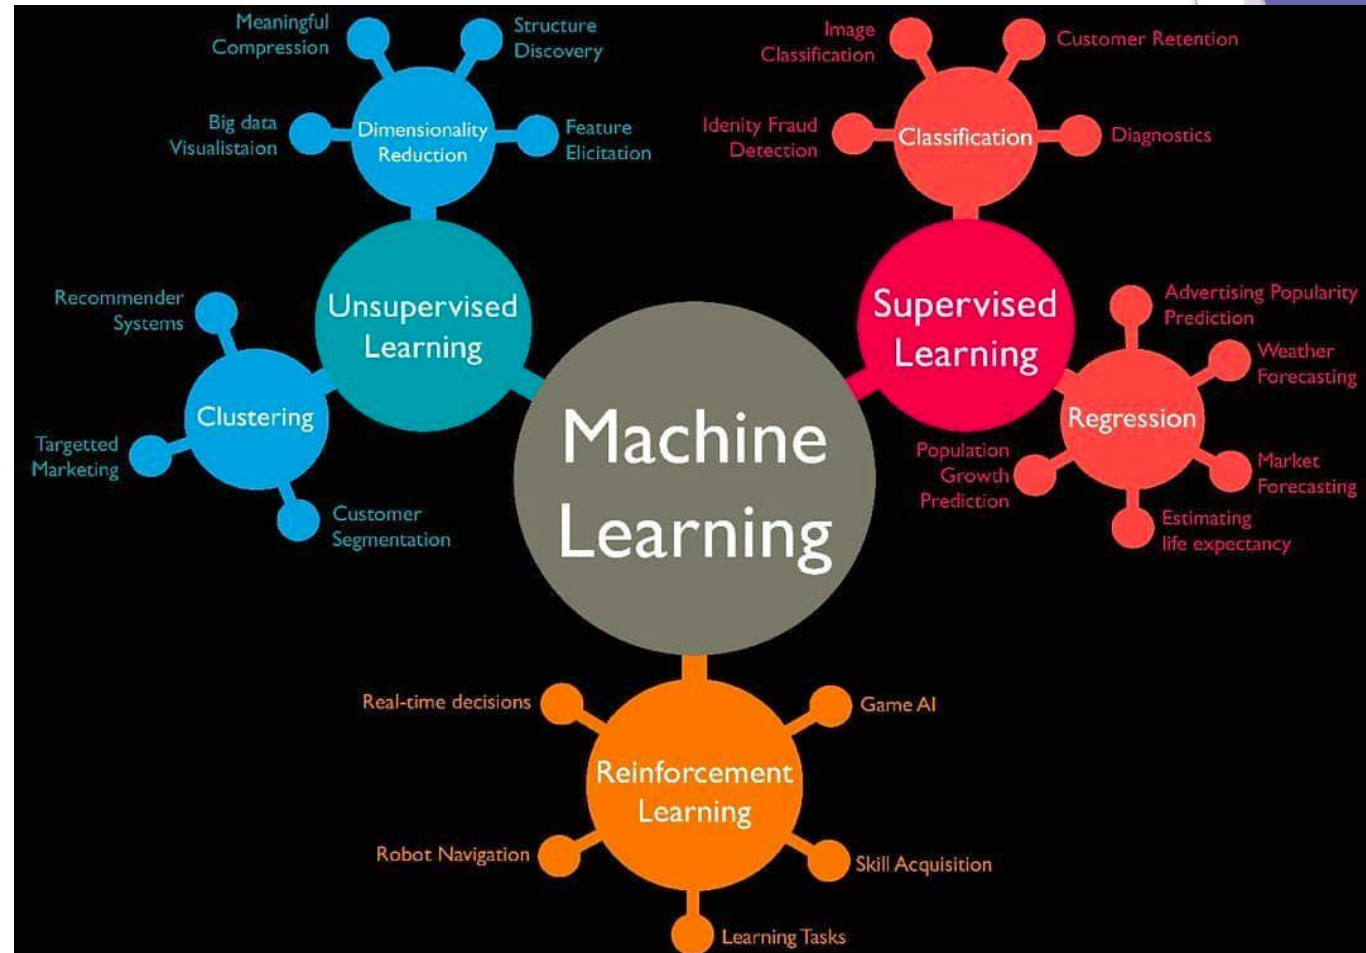 Meaningful
Compression
Structure
Discovery
Big data
Visualistaion
Dimensionality
Reduction
Feature
Elicitation
Image
Classification
Customer Retention
Idenity Fraud
Detection
Classification
Diagnostics
Recommender
Systems
Unsupervised
Learning
Clustering
Targetted
Marketing
Customer
Segmentation
Machine
Learning
Supervised
Learning
Advertising Popularity
Prediction
Weather
Forecasting
Regression
Population
Growth
Prediction
Market
Forecasting
Estimating
life expectancy
Real-time decisions
Game AI
Reinforcement
Learning
Robot Navigation
Skill Acquisition
Learning Tasks